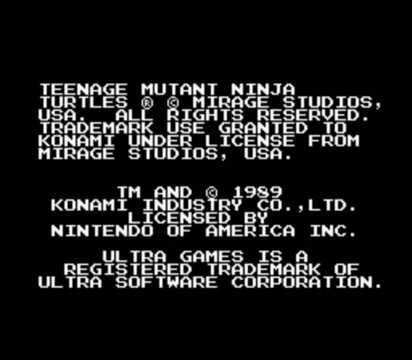 TEENAGE MUTANT NINJA
TURTLES ® © MIRAGE STUDIOS,
USA.  ALL RIGHTS RESERVED.
TRADEMARK USE GRANTED TO
KONAMI UNDER LICENSE FROM
MIRAGE STUDIOS, USA.
TM AND © 1989
KONAMI INDUSTRY CO.,LTD.
LICENSED BY
NINTENDO OF AMERICA INC.
ULTRA GAMES IS A
REGISTERED TRADEMARK OF
ULTRA SOFTWARE CORPORATION.